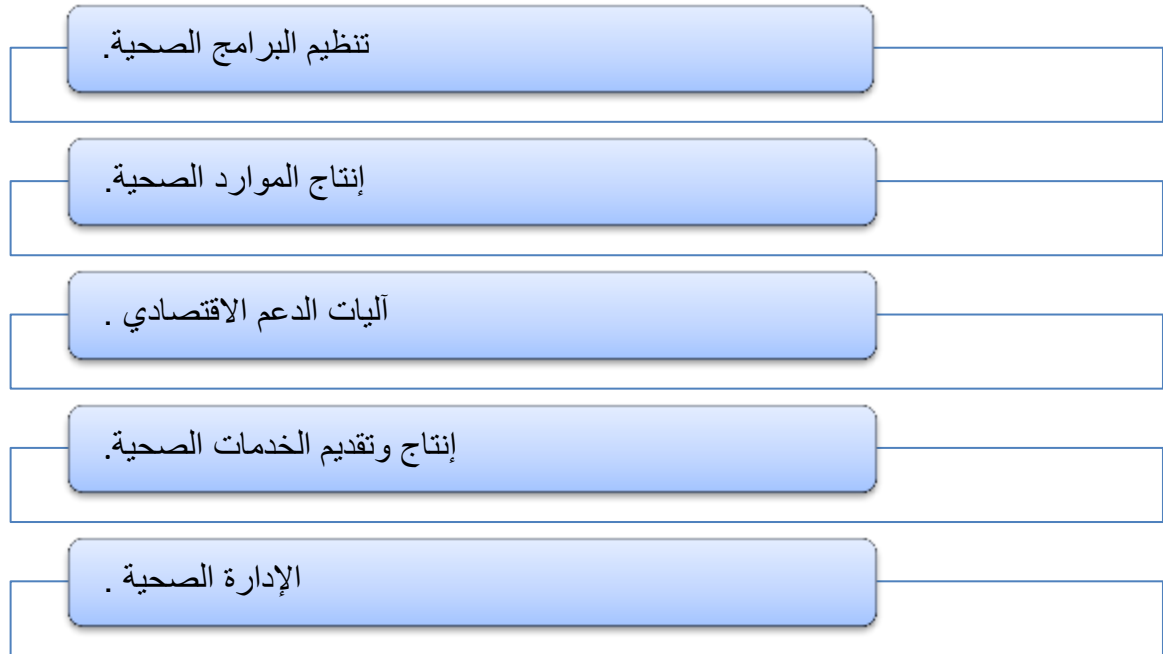 تنظيم البرامج الصحية.
إنتاج الموارد الصحية.
آليات الدعم الاقتصادي .
إنتاج وتقديم الخدمات الصحية.
الإدارة الصحية .